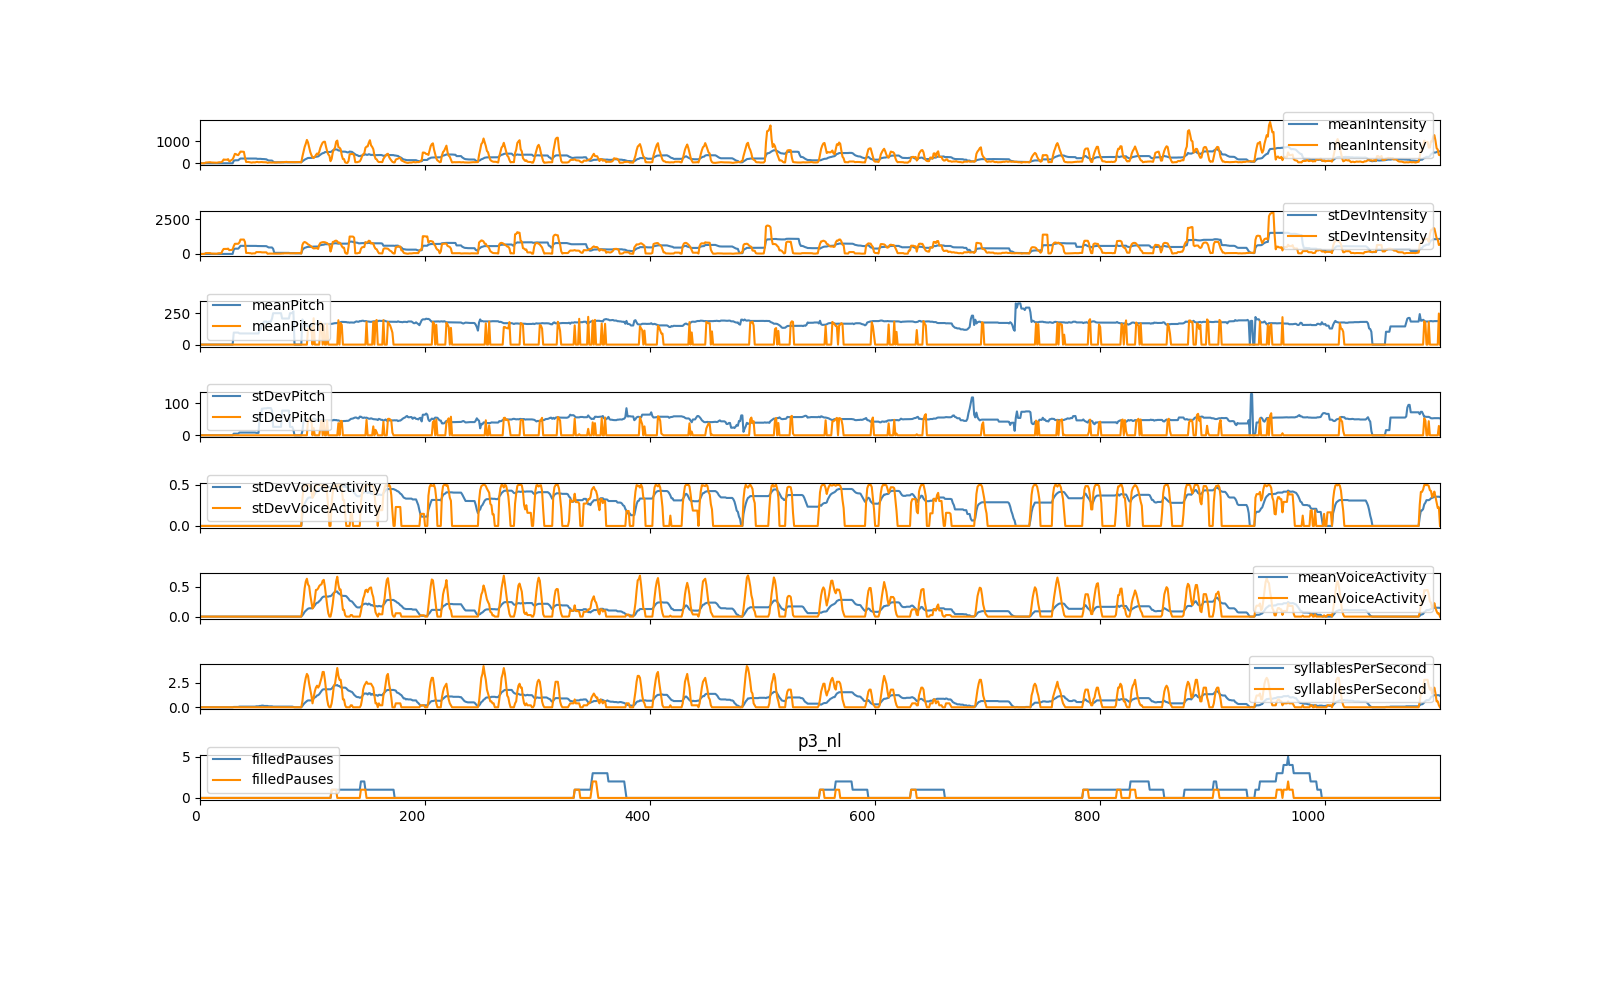 1000
0
meanIntensity
meanIntensity
2500
0
stDevIntensity
stDevIntensity
250
0
meanPitch
meanPitch
100
0
stDevPitch
stDevPitch
0.5
0.0
stDevVoiceActivity
stDevVoiceActivity
0.5
0.0
meanVoiceActivity
meanVoiceActivity
2.5
0.0
syllablesPerSecond
syllablesPerSecond
p3_nl
5
0
filledPauses
filledPauses
0 200 400 600 800 1000